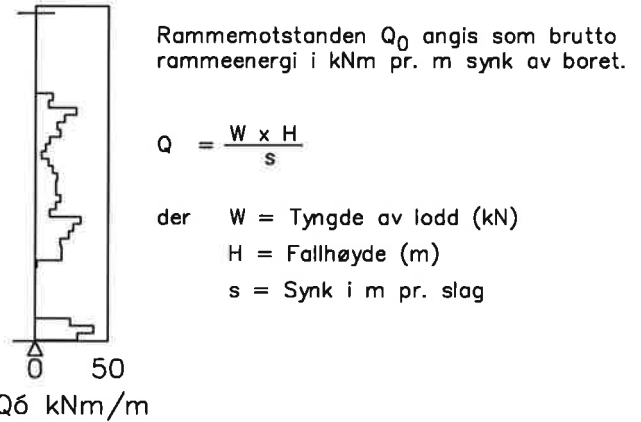 Rammemotstanden Q0 angis som brutto
rammeenergi i kNm pr. m synk av boret.
Q = W x H
s
der W = Tyngde av lodd (kN)
H = Fallhøyde (m)
s = Synk i m pr. slag
0 50
Qó kNm/m